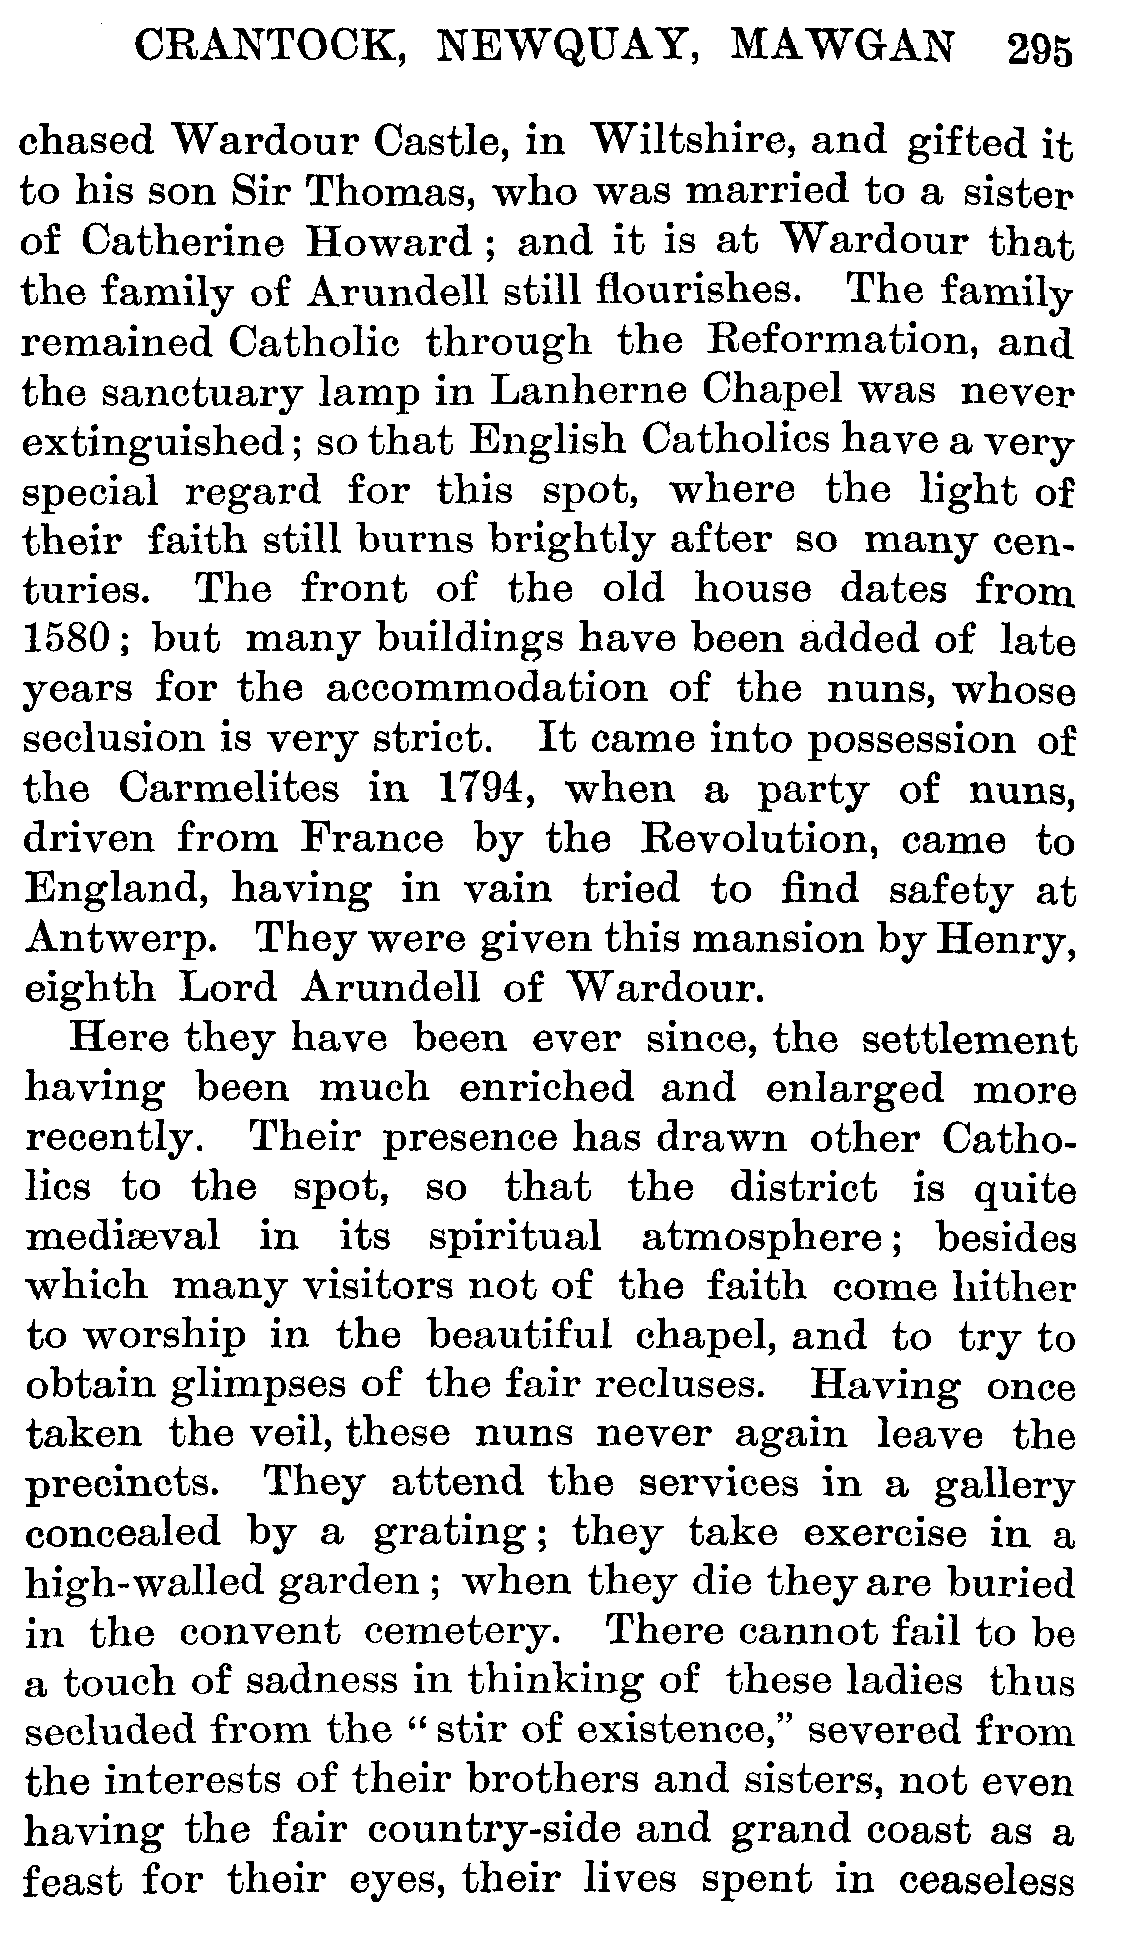 CRANTOCK, NEWQUAY, MAWGAN 295
chased Wardour Castle, in Wiltshire, and gifted it
to his son Sir Thomas, who was married to a sister
of Catherine Howard ; and it is at Wardour that
the family of Arundell still flourishes. The family
remained Catholic through the Reformation, and
the sanctuary lamp in Lanherne Chapel was never
extinguished ; so that English Catholics have a very
special regard for this spot, where the light of
their faith still burns brightly after so many cen-
turies. The front of the old house dates from
1580 ; but many buildings have been added of late
years for the accommodation of the nuns, whose
seclusion is very strict. It came into possession of
the Carmelites in 1794, when a party of nuns,
driven from France by the Revolution, came to
England, having in vain tried to find safety at
Antwerp. They were given this mansion by Henry,
eighth Lord Arundell of Wardour.
Here they have been ever since, the settlement
having been much enriched and enlarged more
recently. Their presence has drawn other Catho-
lics to the spot, so that the district is quite
mediæval in its spiritual atmosphere ; besides
which many visitors not of the faith come hither
to worship in the beautiful chapel, and to try to
obtain glimpses of the fair recluses. Having once
taken the veil, these nuns never again leave the
precincts. They attend the services in a gallery
concealed by a grating ; they take exercise in a
high-walled garden ; when they die they are buried
in the convent cemetery. There cannot fail to be
a touch of sadness in thinking of these ladies thus
secluded from the “ stir of existence,” severed from
the interests of their brothers and sisters, not even
having the fair country-side and grand coast as a
feast for their eyes, their lives spent in ceaseless